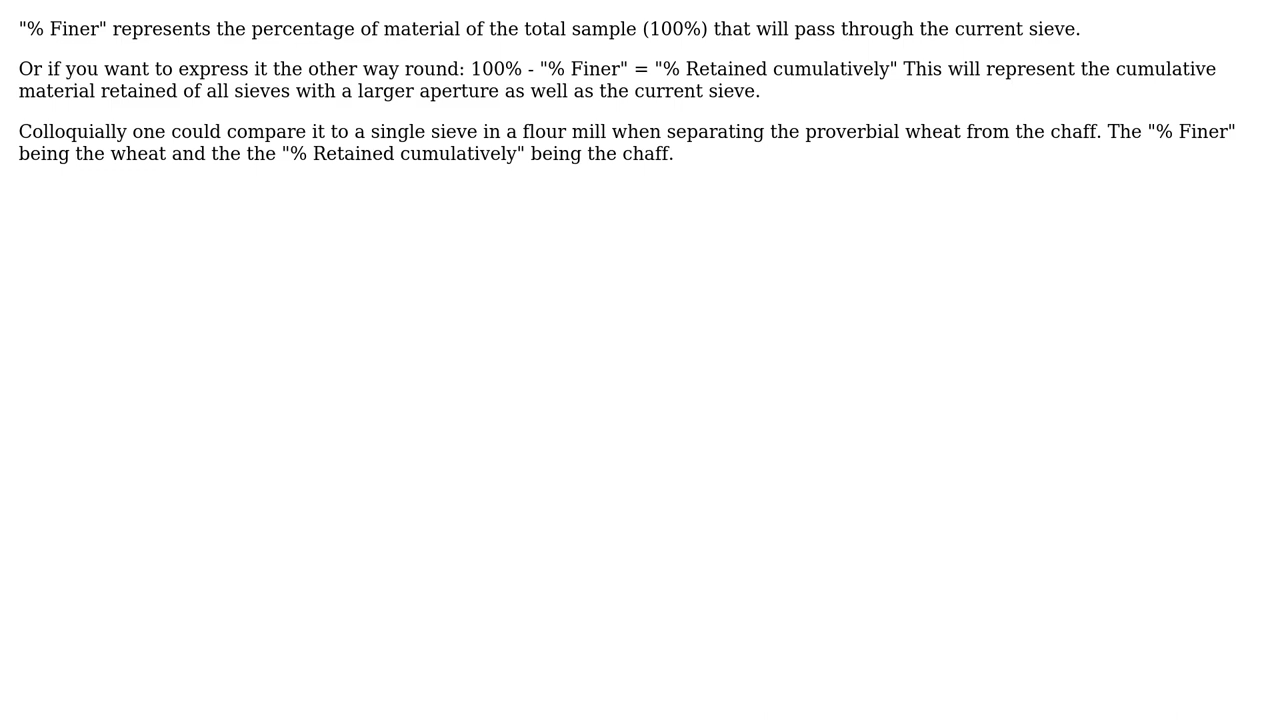 "% Finer" represents the percentage of material of the total sample (100%) that will pass through the current sieve.
Or if you want to express it the other way round: 100% - "% Finer" = "% Retained cumulatively" This will represent the cumulative
material retained of all sieves with a larger aperture as well as the current sieve.
Colloquially one could compare it to a single sieve in a flour mill when separating the proverbial wheat from the chaff. The "% Finer"
being the wheat and the the "% Retained cumulatively" being the chaff.